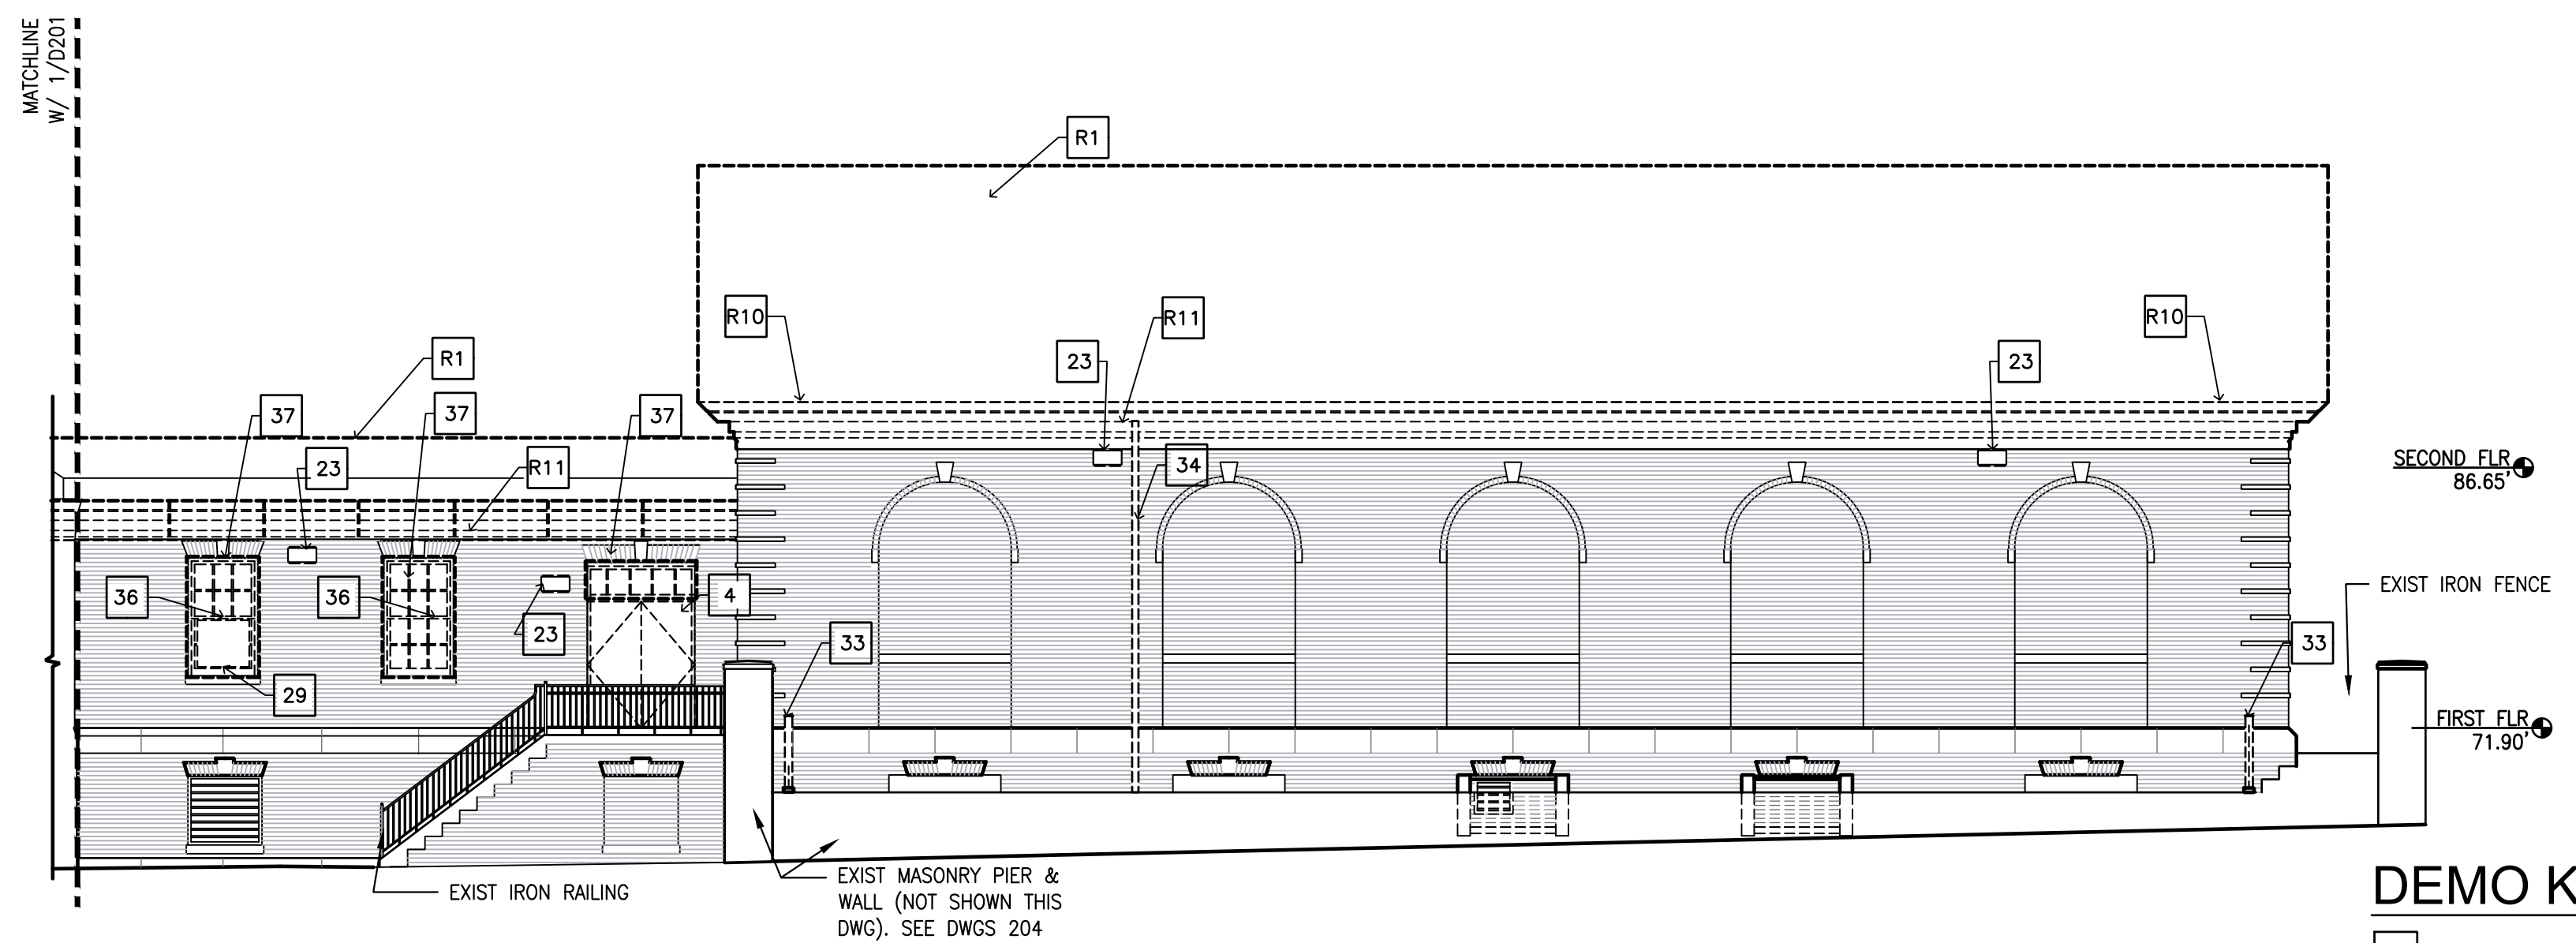 MATCHLINE
W/ 1/D201
R1
R10
R11
R10
23
23
R1
37
37
37
23
R11
34
SECOND FLR
86.65'
36
36
4
23
33
EXIST IRON FENCE
33
29
FIRST FLR
71.90'
EXIST IRON RAILING
EXIST MASONRY PIER &
WALL (NOT SHOWN THIS
DWG). SEE DWGS 204
DEMO K